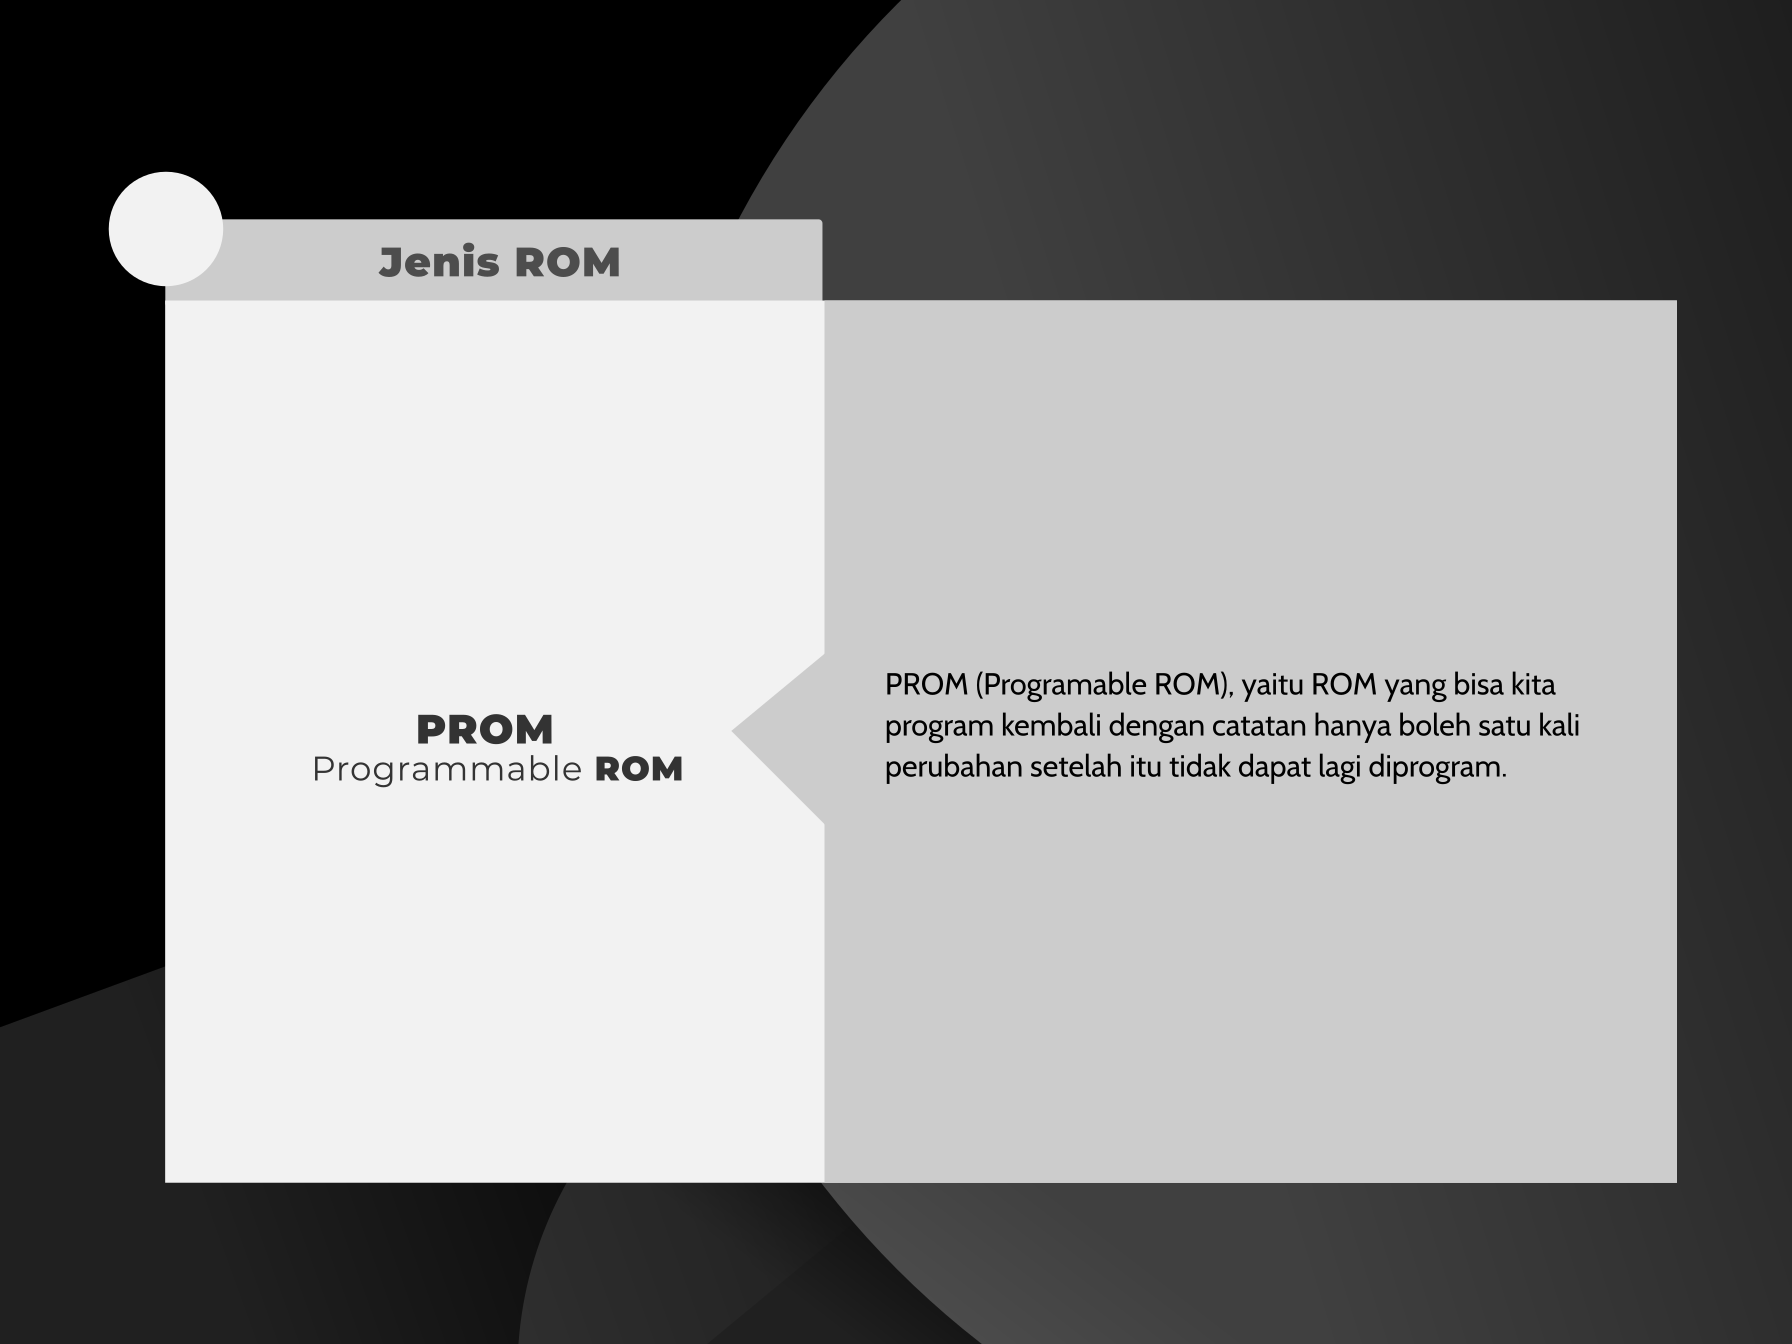 Jenis ROM
PROM
Programmable ROM
PROM (Programable ROM), yaitu ROM yang bisa kita
program kembali dengan catatan hanya boleh satu kali
perubahan setelah itu tidak dapat lagi diprogram.